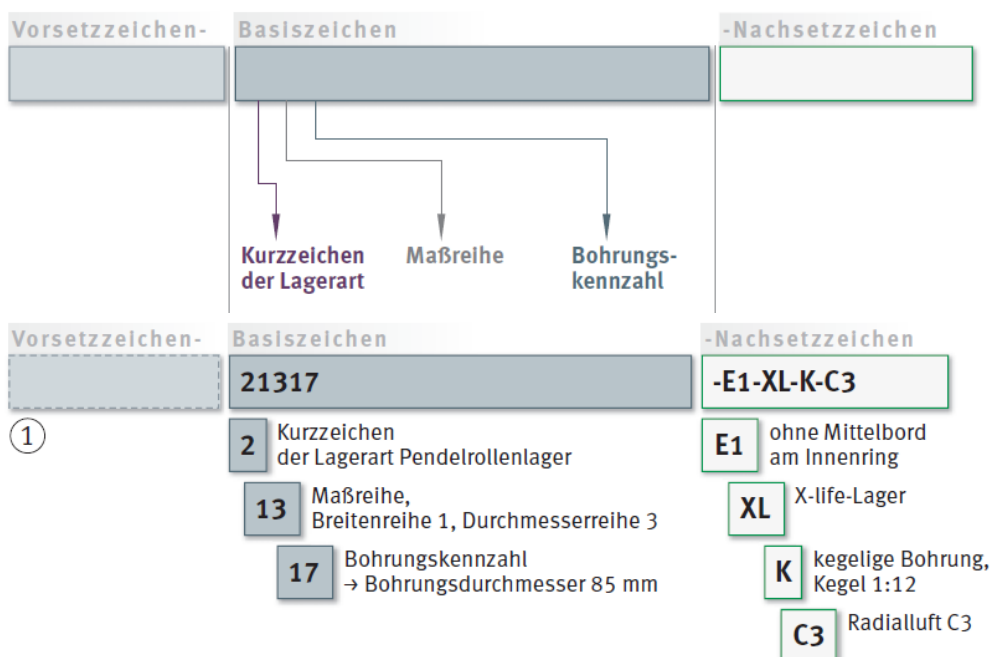 Vorsetzzeichen- Basiszeichen -Nachsetzzeichen
Kurzzeichen
der Lagerart
Maßreihe
Bohrungs-
kennzahl
Vorsetzzeichen- Basiszeichen -Nachsetzzeichen
21317
-E1-XL-K-C3
1
2 Kurzzeichen
der Lagerart Pendelrollenlager
13 Maßreihe,
Breitenreihe 1, Durchmesserreihe 3
17 Bohrungskennzahl
→ Bohrungsdurchmesser 85 mm
E1 ohne Mittelbord
am Innenring
XL X-life-Lager
K kegelige Bohrung,
Kegel 1:12
C3 Radialluft C3